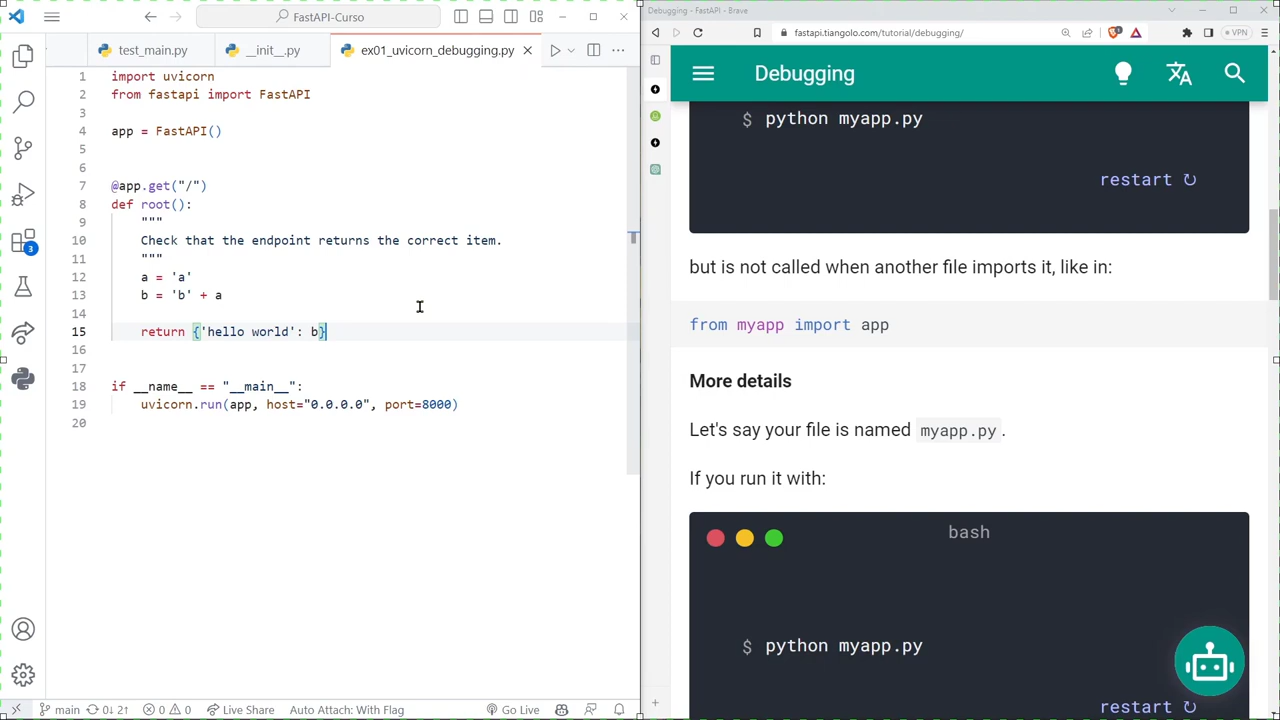 FastAPI-Curso
test_main.py
__init__.py
ex01_uvicorn_debugging.py
1 import uvicorn
2 from fastapi import FastAPI
3
4 app = FastAPI()
5
6
7 @app.get("/")
8 def root():
9 """
10 Check that the endpoint returns the correct item.
11 """
12 a = 'a'
13 b = 'b' + a
14
15 return {'hello world': b}
16
17
18 if __name__ == "__main__":
19 uvicorn.run(app, host="0.0.0.0", port=8000)
20
3
main 0↓ 2↑ 0 0 Live Share Auto Attach: With Flag Go Live
Debugging - FastAPI - Brave
fastapi.tiangolo.com/tutorial/debugging/
VPN
Debugging
$ python myapp.py
restart ↻
but is not called when another file imports it, like in:
from myapp import app
More details
Let's say your file is named myapp.py.
If you run it with:
bash
$ python myapp.py
restart ↻